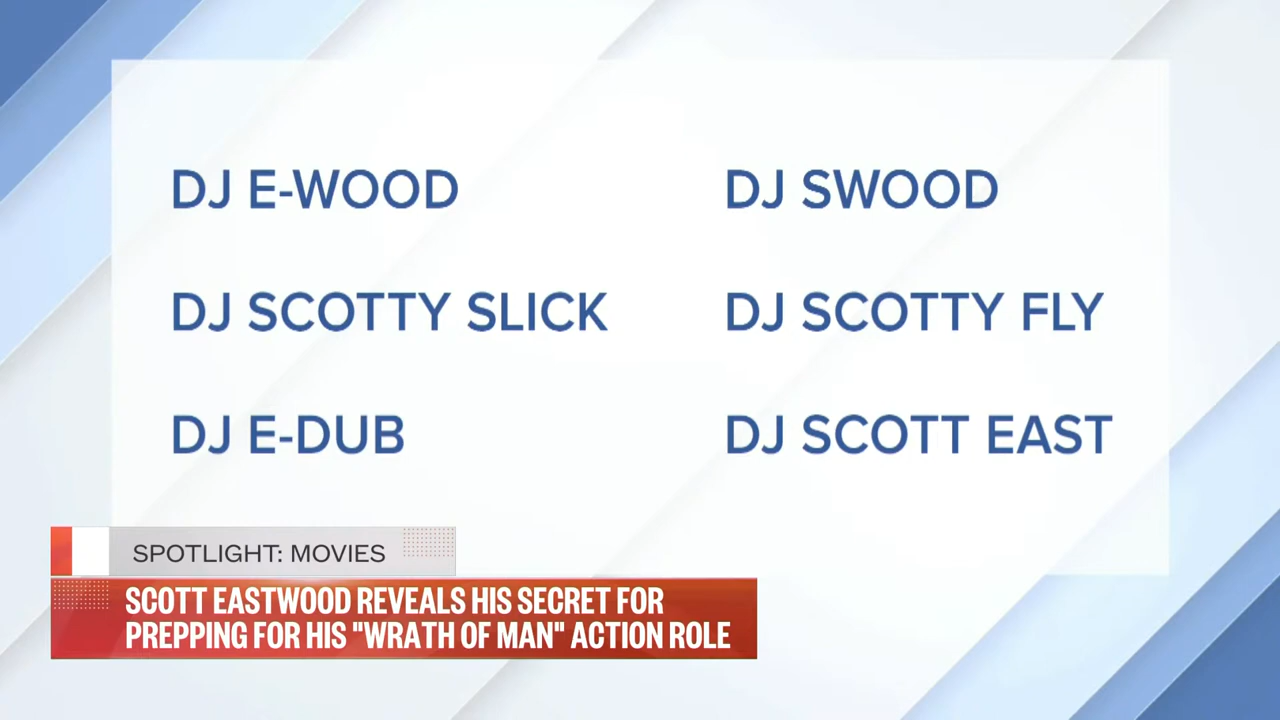 DJ E-WOOD
DJ SWOOD
DJ SCOTTY SLICK
DJ SCOTTY FLY
DJ E-DUB
DJ SCOTT EAST
SPOTLIGHT: MOVIES
SCOTT EASTWOOD REVEALS HIS SECRET FOR
PREPPING FOR HIS "WRATH OF MAN" ACTION ROLE